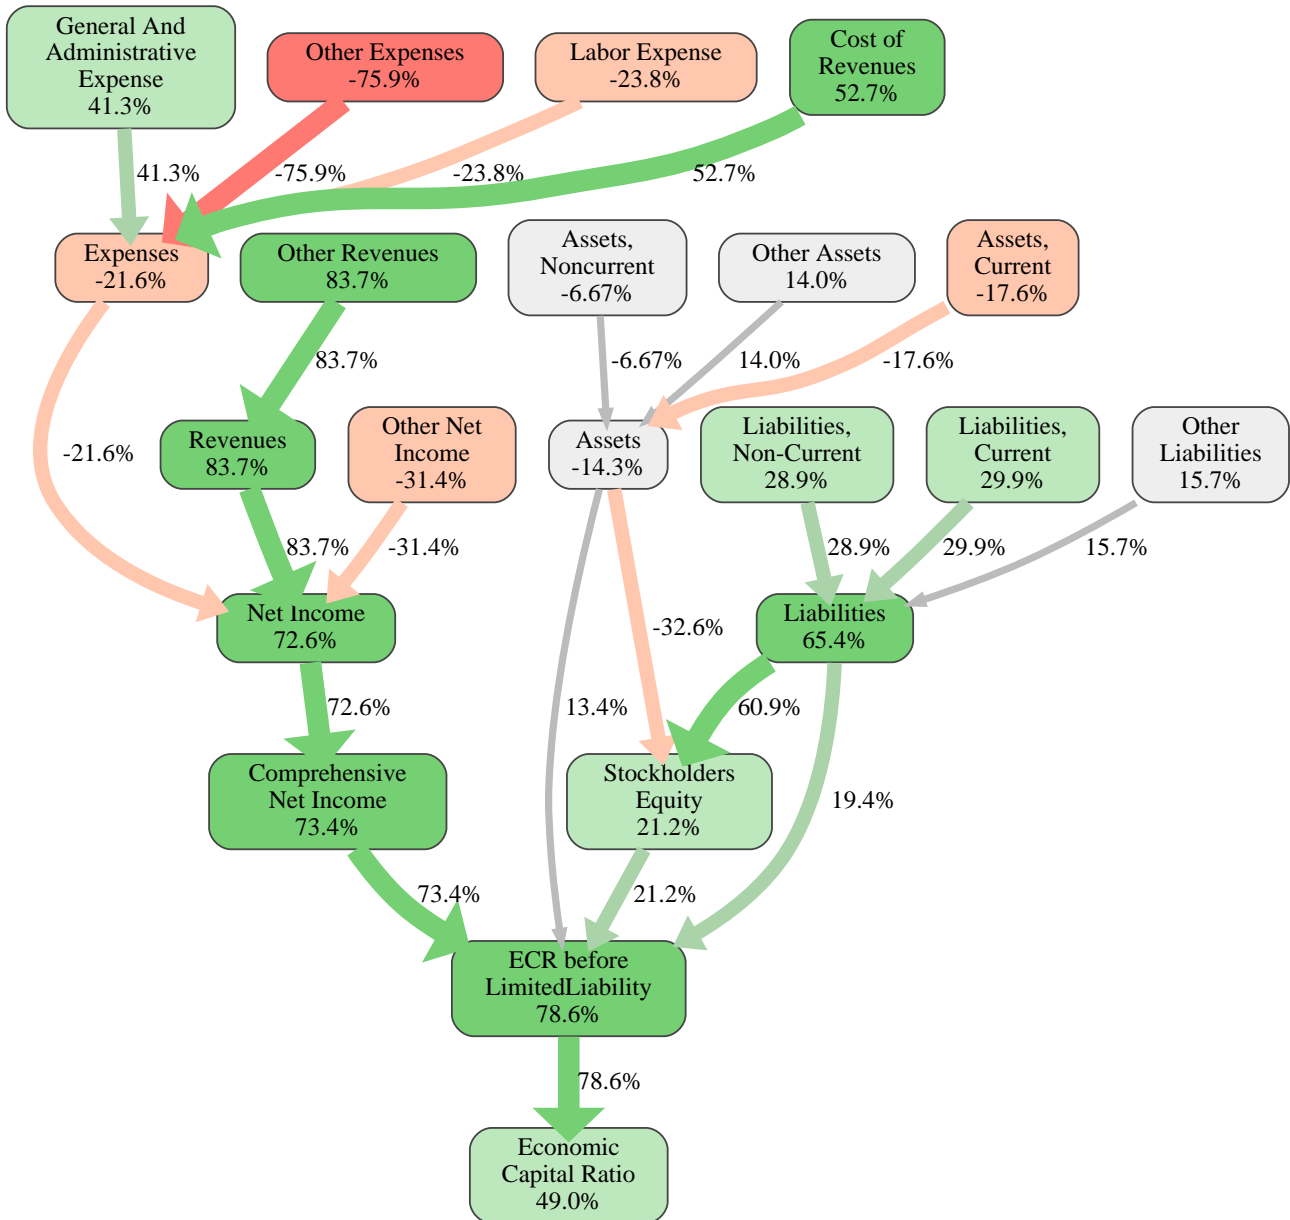 General And
Administrative
Expense
41.3%
Other Expenses
-75.9%
Labor Expense
-23.8%
Cost of
Revenues
52.7%
41.3%
-75.9%
-23.8%
52.7%
Expenses
-21.6%
Other Revenues
83.7%
Assets,
Noncurrent
-6.67%
Other Assets
14.0%
Assets,
Current
-17.6%
83.7%
-6.67%
14.0%
-17.6%
-21.6%
Revenues
83.7%
Other Net
Income
-31.4%
Assets
-14.3%
Liabilities,
Non-Current
28.9%
Liabilities,
Current
29.9%
Other
Liabilities
15.7%
83.7%
-31.4%
28.9%
29.9%
15.7%
Net Income
72.6%
-32.6%
Liabilities
65.4%
72.6%
13.4%
60.9%
Comprehensive
Net Income
73.4%
Stockholders
Equity
21.2%
19.4%
73.4%
21.2%
ECR before
LimitedLiability
78.6%
78.6%
Economic
Capital Ratio
49.0%